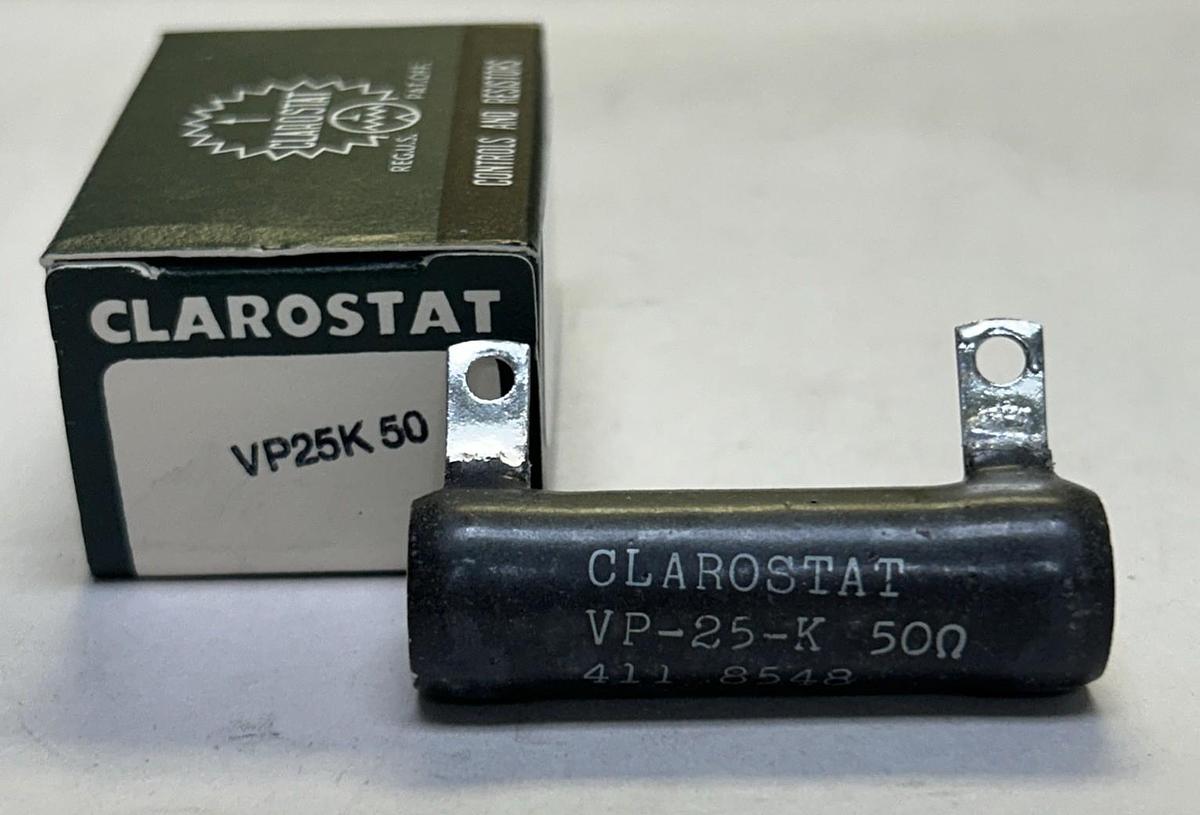 CLAROSTAT
REG.U.S. PAT.OFF.
CONTROLS AND RESISTORS
CLAROSTAT
VP25K 50
CLAROSTAT
VP-25-K 50Ω
411 8548